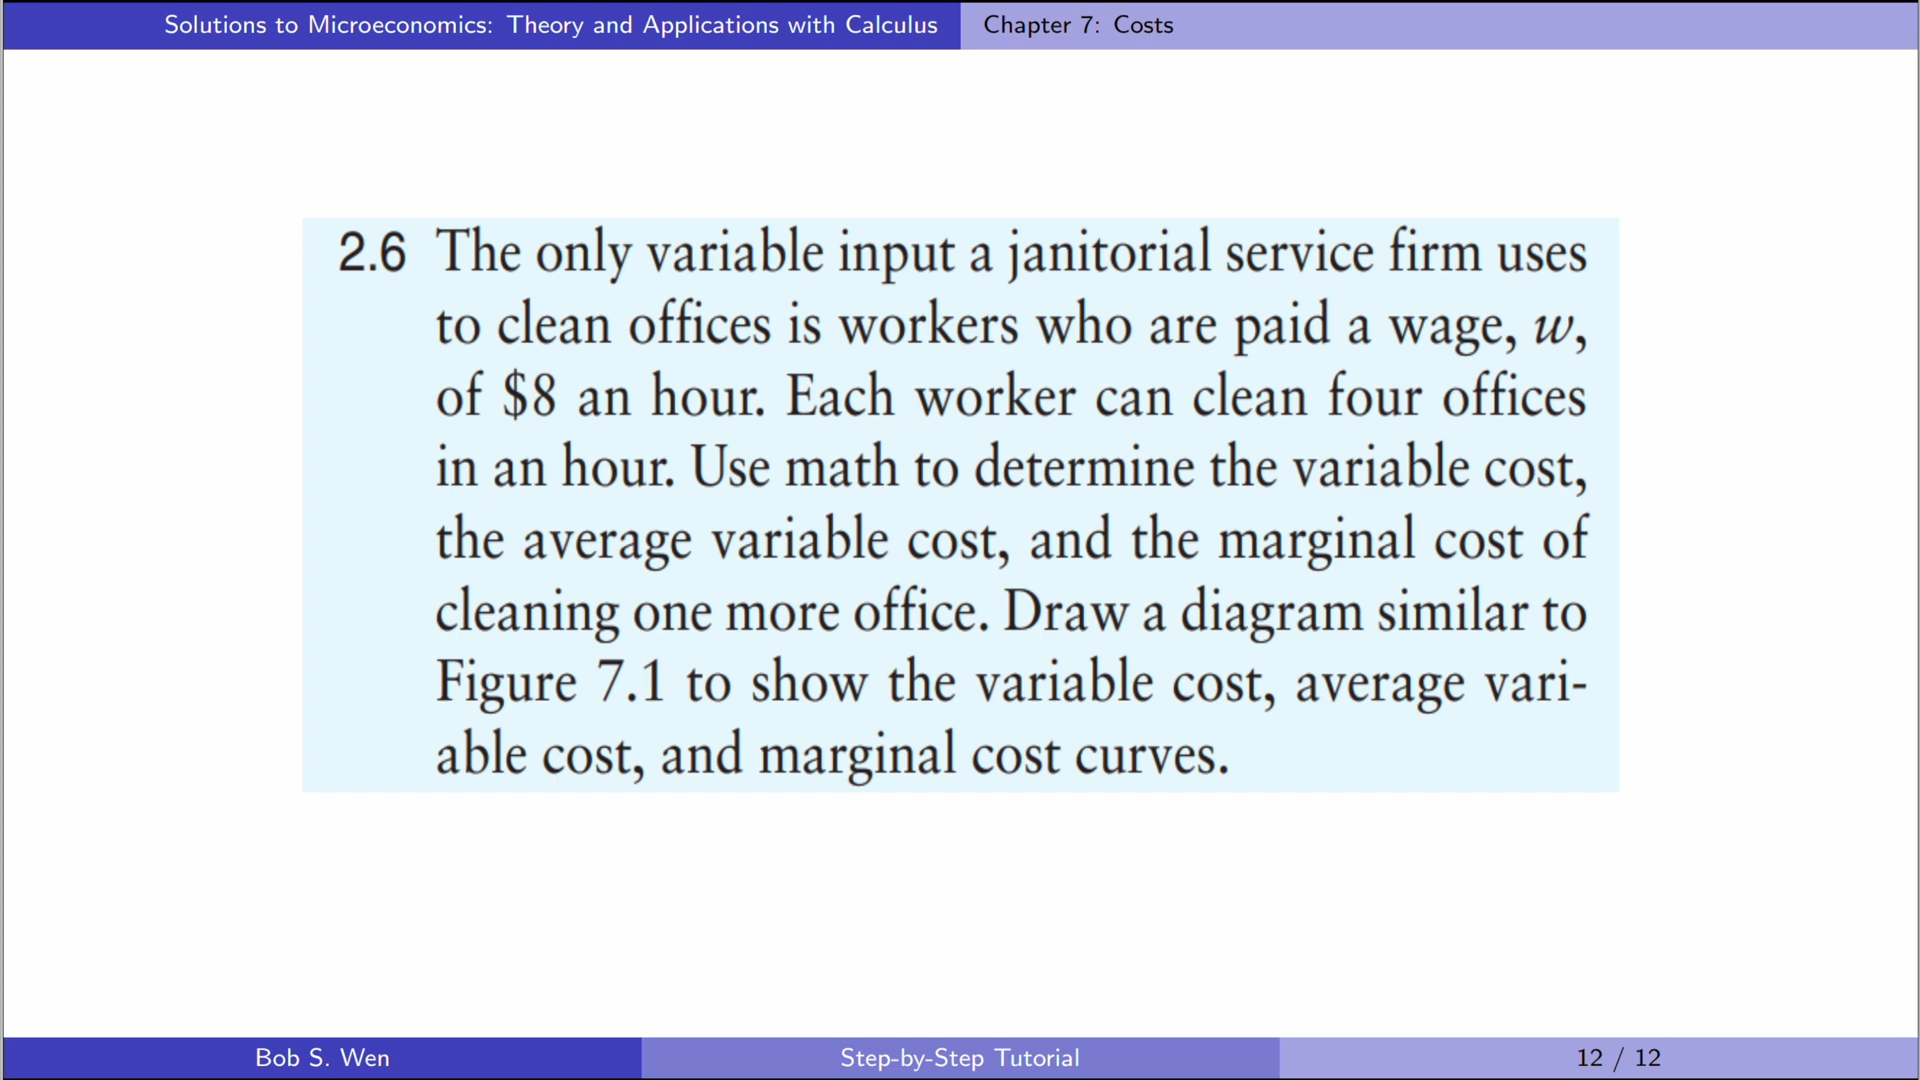 Solutions to Microeconomics: Theory and Applications with Calculus
Chapter 7: Costs
2.6 The only variable input a janitorial service firm uses
to clean offices is workers who are paid a wage, w,
of $8 an hour. Each worker can clean four offices
in an hour. Use math to determine the variable cost,
the average variable cost, and the marginal cost of
cleaning one more office. Draw a diagram similar to
Figure 7.1 to show the variable cost, average vari-
able cost, and marginal cost curves.
Bob S. Wen
Step-by-Step Tutorial
12 / 12